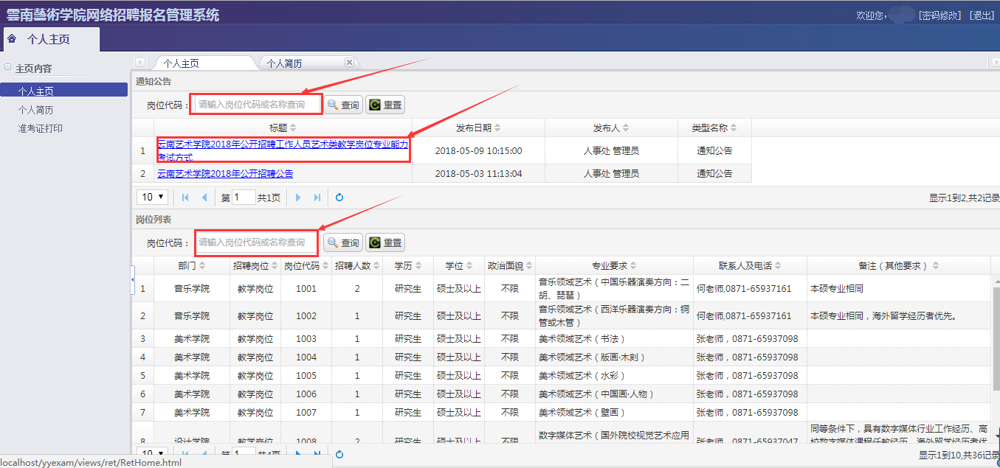 雲南藝術学院网络招聘报名管理系统
欢迎您, [密码修改] [退出]
个人主页
主页内容
个人主页
个人简历
准考证打印
个人主页 个人简历
通知公告
岗位代码： 请输入岗位代码或名称查询 查询 重置
标题 发布日期 发布人 类型名称
1 云南艺术学院2018年公开招聘工作人员艺术类教学岗位专业能力 2018-05-09 10:15:00 人事处 管理员 通知公告
考试方式
2 云南艺术学院2018年公开招聘公告 2018-05-03 11:13:04 人事处 管理员 通知公告
10 第 1 共1页 显示1到2,共2记录
岗位列表
岗位代码： 请输入岗位代码或名称查询 查询 重置
部门 招聘岗位 岗位代码 招聘人数 学历 学位 政治面貌 专业要求 联系人及电话 备注（其他要求）
1 音乐学院 教学岗位 1001 2 研究生 硕士及以上 不限 音乐领域艺术（中国乐器演奏方向：二 何老师,0871-65937161 本硕专业相同
胡、琵琶）
2 音乐学院 教学岗位 1002 1 研究生 硕士及以上 不限 音乐领域艺术（西洋乐器演奏方向：铜 何老师,0871-65937161 本硕专业相同，海外留学经历者优先。
管或木管）
3 美术学院 教学岗位 1003 1 研究生 硕士及以上 不限 美术领域艺术（书法） 张老师，0871-65937098
4 美术学院 教学岗位 1004 1 研究生 硕士及以上 不限 美术领域艺术（版画·木刻） 张老师，0871-65937098
5 美术学院 教学岗位 1005 1 研究生 硕士及以上 不限 美术领域艺术（水彩） 张老师，0871-65937098
6 美术学院 教学岗位 1006 1 研究生 硕士及以上 不限 美术领域艺术（中国画·人物） 张老师，0871-65937098
7 美术学院 教学岗位 1007 1 研究生 硕士及以上 不限 美术领域艺术（壁画） 张老师，0871-65937098
8 设计学院 教学岗位 1008 2 研究生 硕士及以上 不限 数字媒体艺术（国外院校视觉艺术应用 张老师，0871-65937047 同等条件下，具有数字媒体行业工作经历、高
校数字媒体课程任教经历、海外留学经历者优
10 第 1 共4页 显示1到10,共36记录
localhost/yyexam/views/ret/RetHome.html